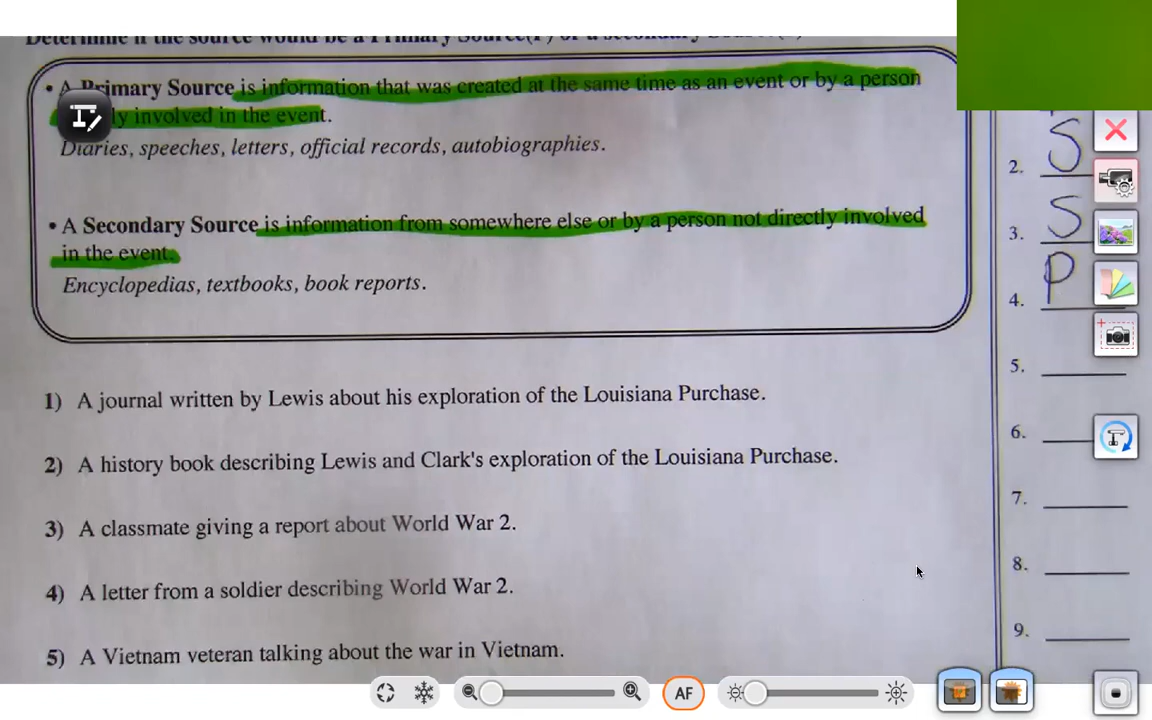 • A Primary Source is information that was created at the same time as an event or by a person
ly involved in the event.
Diaries, speeches, letters, official records, autobiographies.
• A Secondary Source is information from somewhere else or by a person not directly involved
in the event.
Encyclopedias, textbooks, book reports.
1) A journal written by Lewis about his exploration of the Louisiana Purchase.
2) A history book describing Lewis and Clark's exploration of the Louisiana Purchase.
3) A classmate giving a report about World War 2.
4) A letter from a soldier describing World War 2.
5) A Vietnam veteran talking about the war in Vietnam.
2. S
3. S
4. P
5.
6.
7.
8.
9.
AF